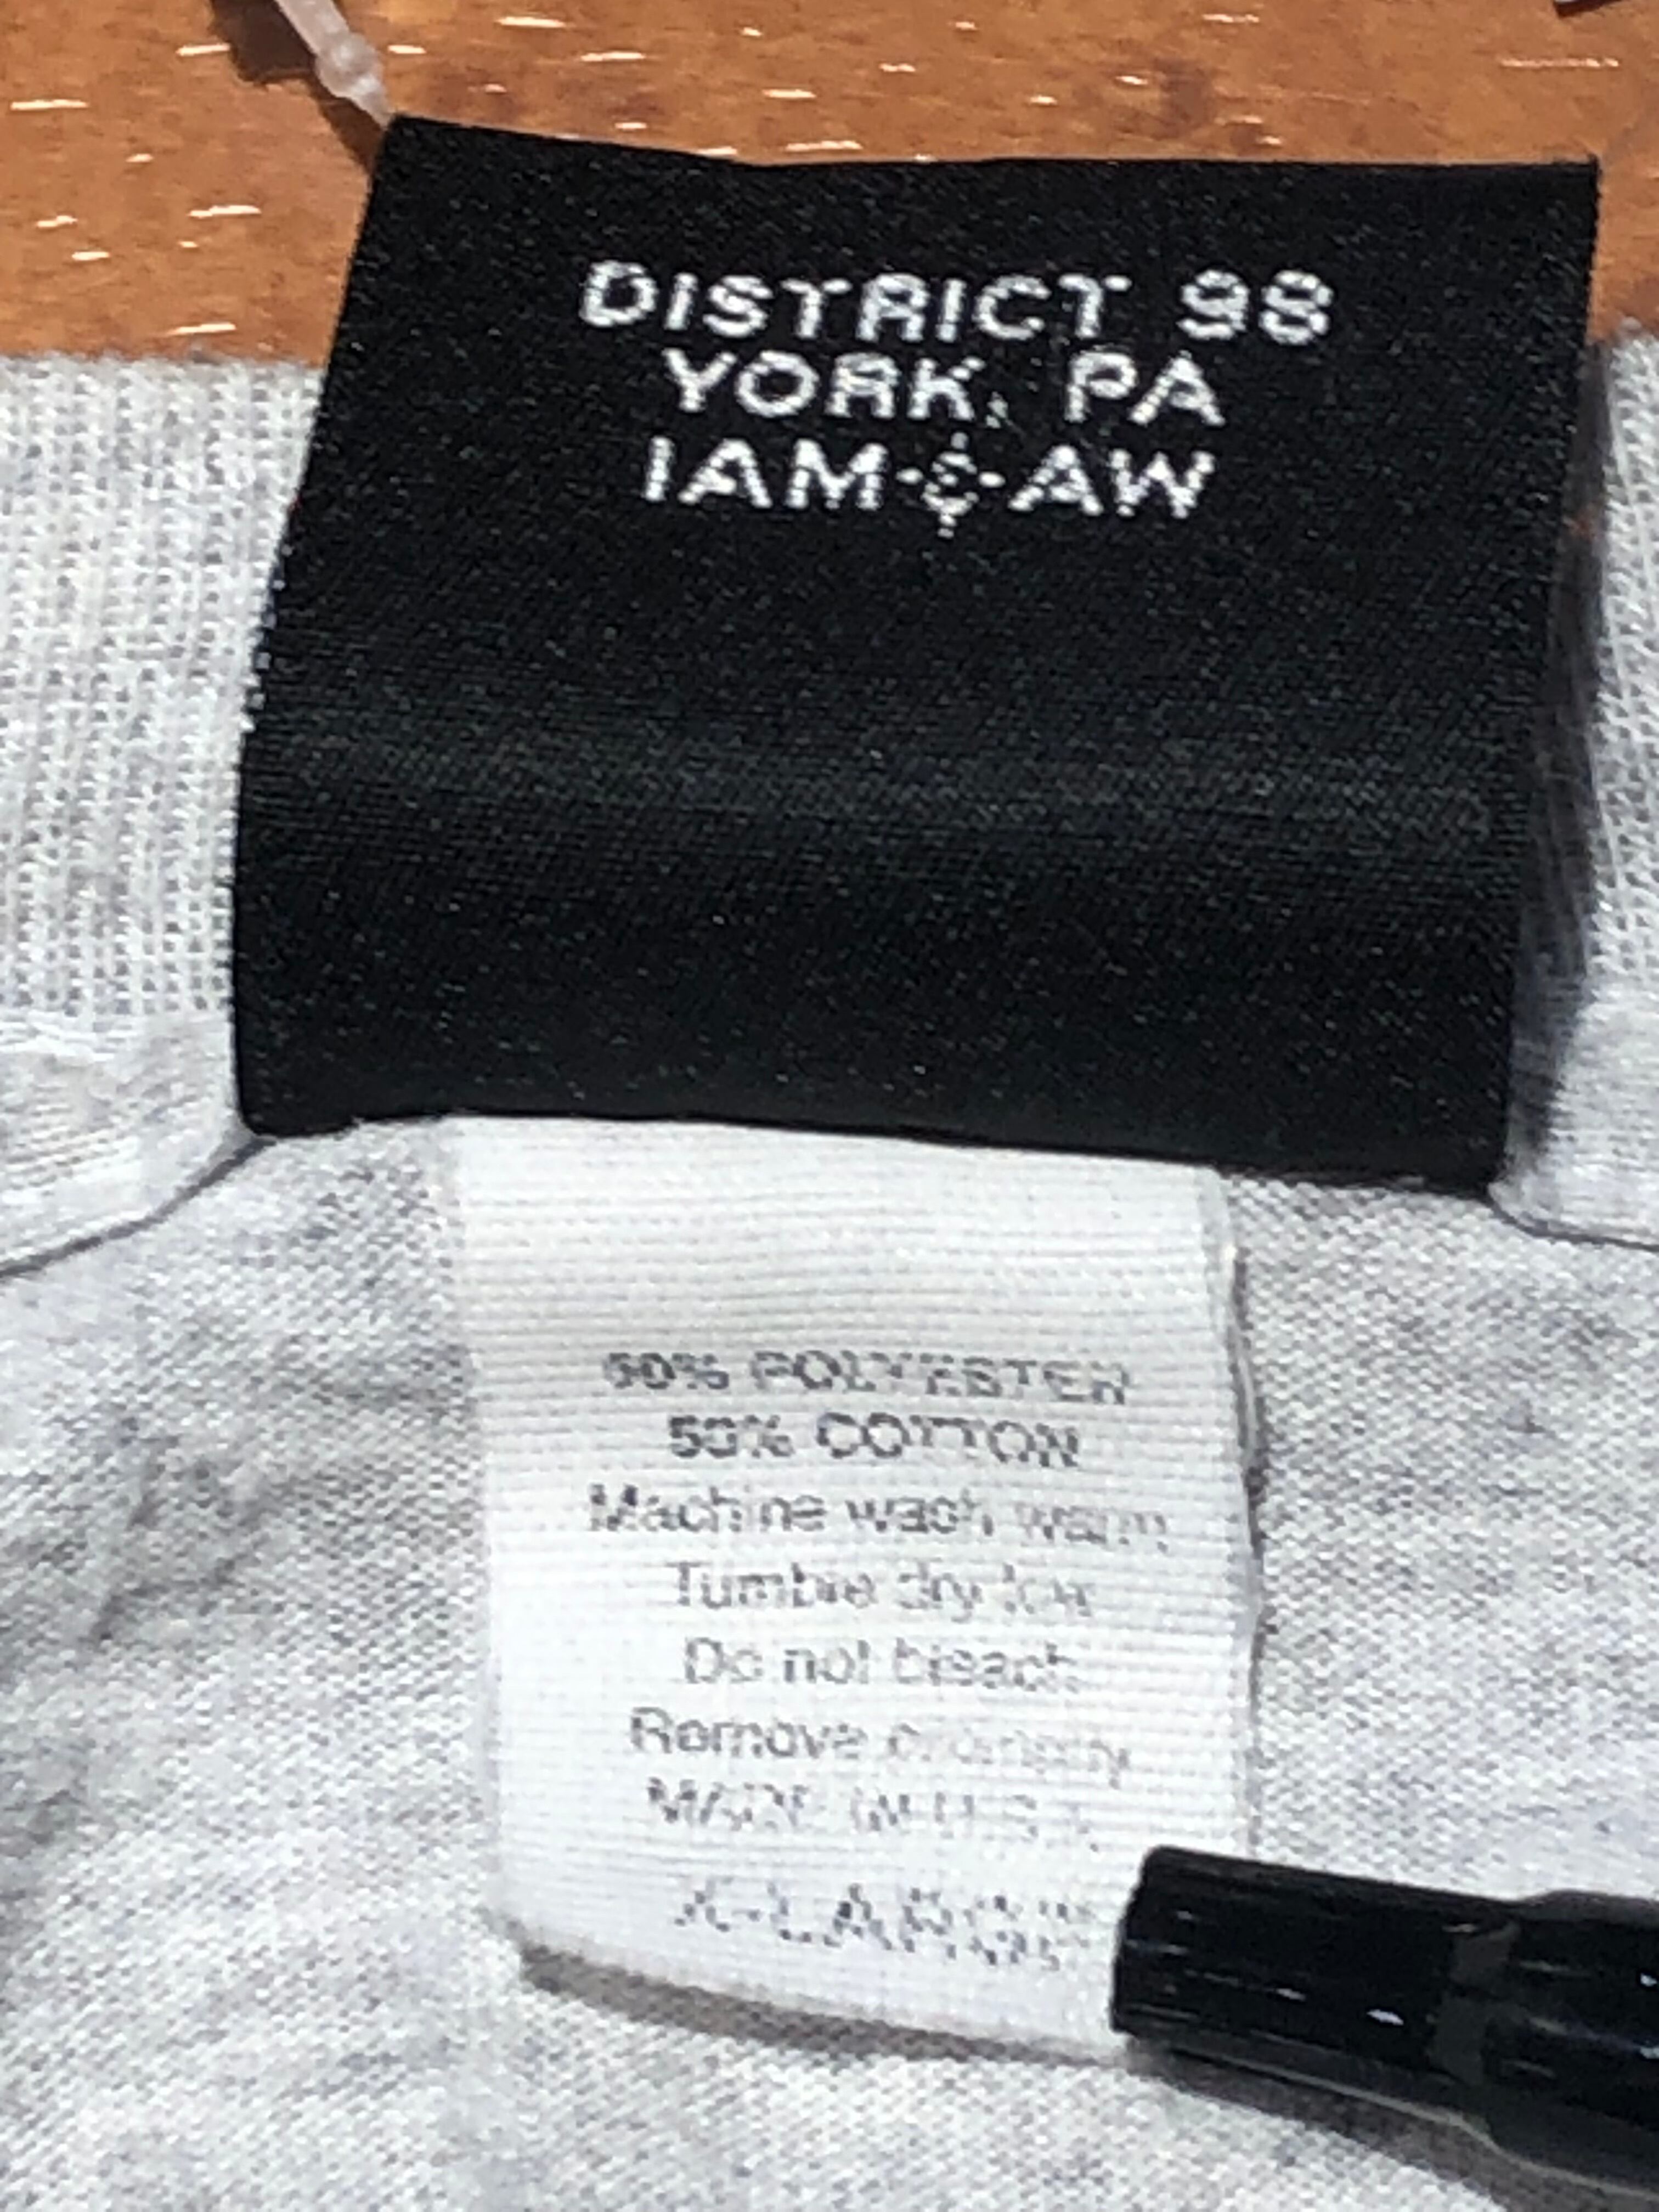 DISTRICT 98
YORK, PA
IAM & AW
50% POLYESTER
50% COTTON
Machine wash warm
Tumble dry low
Do not bleach
Remove promptly
MADE IN U.S.A.
X-LARGE